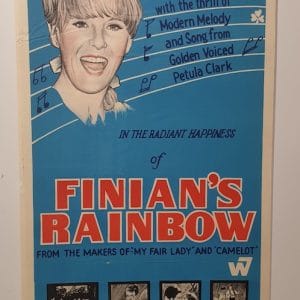 with the thrill of
Modern Melody
and Song from
Golden Voiced
Petula Clark
IN THE RADIANT HAPPINESS
of
FINIAN'S
RAINBOW
FROM THE MAKERS OF "MY FAIR LADY" AND "CAMELOT"
W7